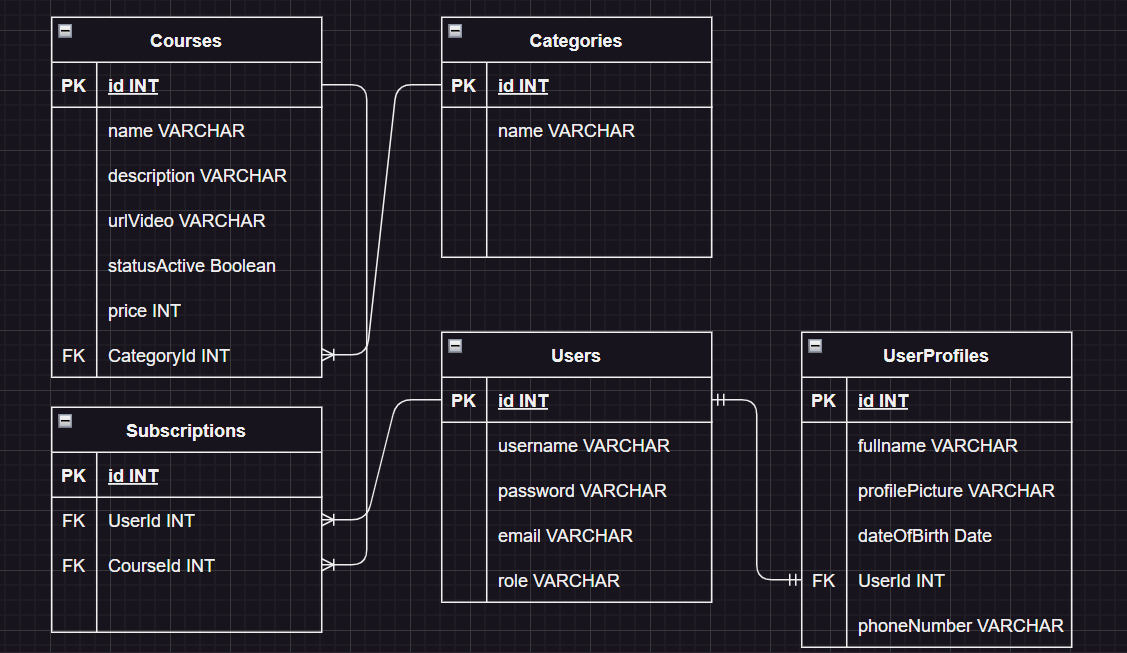 Courses
PK id INT
name VARCHAR
description VARCHAR
urlVideo VARCHAR
statusActive Boolean
price INT
FK CategoryId INT
Categories
PK id INT
name VARCHAR
Subscriptions
PK id INT
FK UserId INT
FK CourseId INT
Users
PK id INT
username VARCHAR
password VARCHAR
email VARCHAR
role VARCHAR
UserProfiles
PK id INT
fullname VARCHAR
profilePicture VARCHAR
dateOfBirth Date
FK UserId INT
phoneNumber VARCHAR